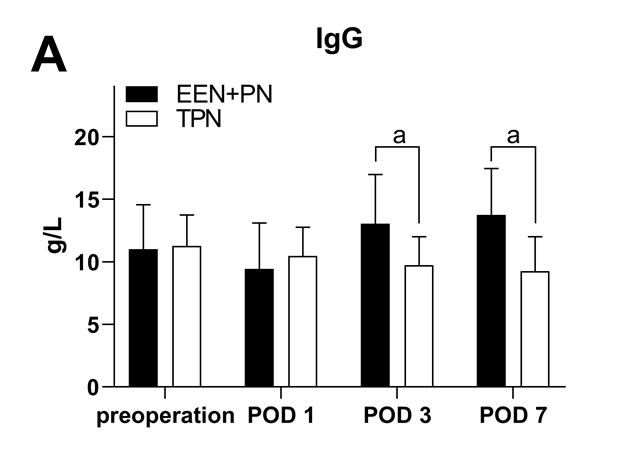 A
IgG
EEN+PN
TPN
g/L
20
15
10
5
0
a
a
preoperation POD 1 POD 3 POD 7